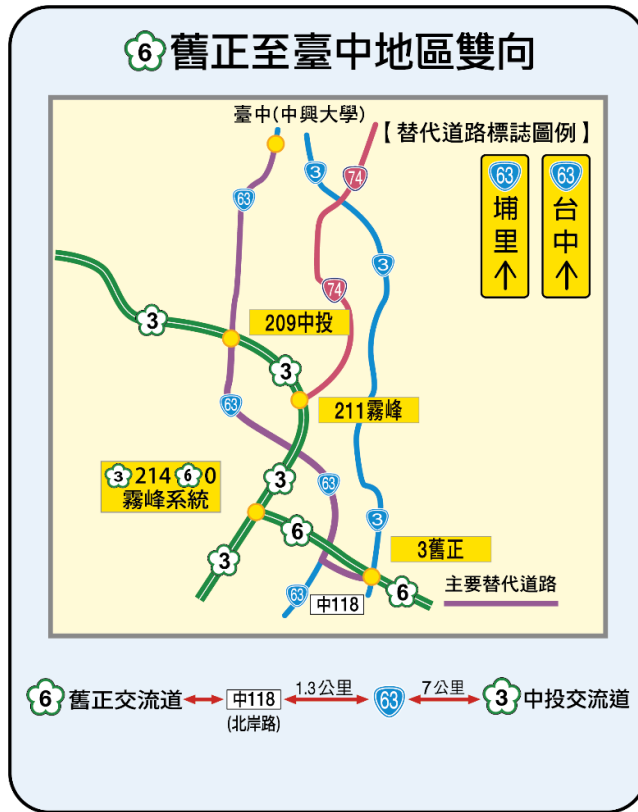 6 舊正至臺中地區雙向
臺中(中興大學)
【替代道路標誌圖例】
63 埔里↑
63 台中↑
3
74
63
3
74
3
209中投
3
63
211霧峰
3 214 6 0
霧峰系統
3
63
6
3
3舊正
3
63
中118
6
主要替代道路
6 舊正交流道 中118 1.3公里 63 7公里 3 中投交流道
(北岸路)